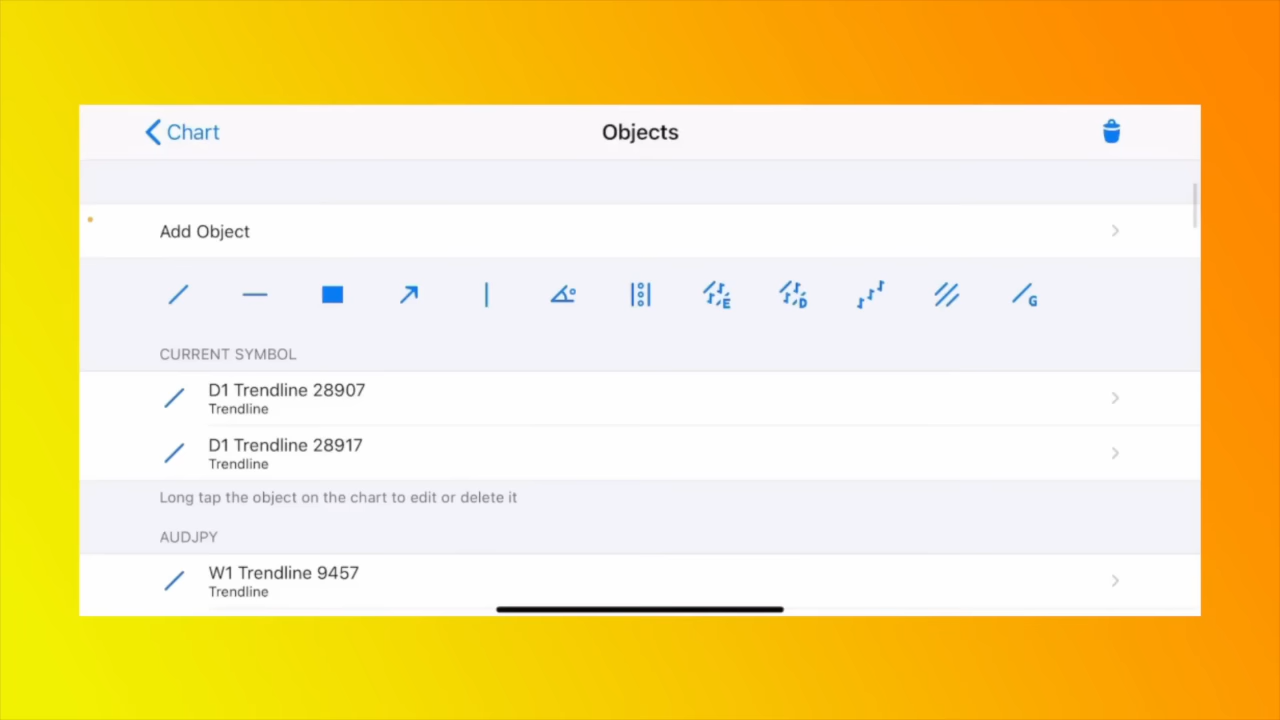 Chart
Objects
Add Object
E
D
G
CURRENT SYMBOL
D1 Trendline 28907
Trendline
D1 Trendline 28917
Trendline
Long tap the object on the chart to edit or delete it
AUDJPY
W1 Trendline 9457
Trendline